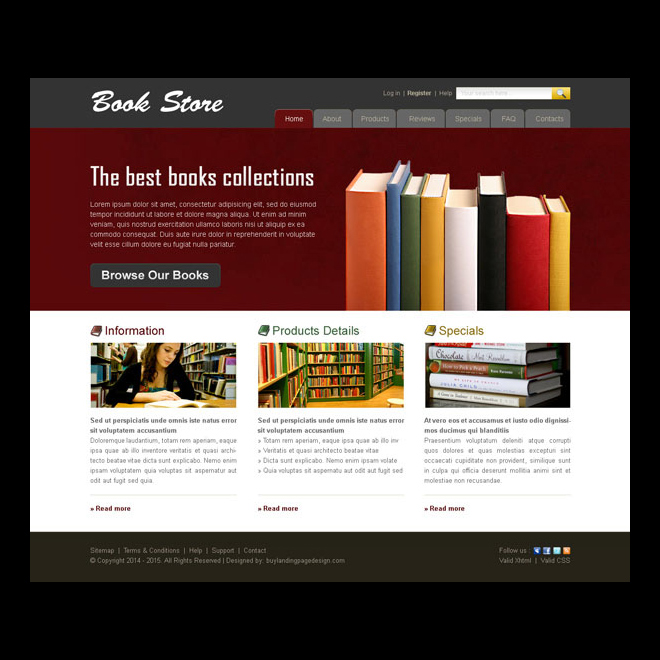 Book Store
Log in | Register | Help
Your search here...
Home About Products Reviews Specials FAQ Contacts
The best books collections
Lorem ipsum dolor sit amet, consectetur adipisicing elit, sed do eiusmod
tempor incididunt ut labore et dolore magna aliqua. Ut enim ad minim
veniam, quis nostrud exercitation ullamco laboris nisi ut aliquip ex ea
commodo consequat. Duis aute irure dolor in reprehenderit in voluptate
velit esse cillum dolore eu fugiat nulla pariatur.
Browse Our Books
Information
Sed ut perspiciatis unde omnis iste natus error
sit voluptatem accusantium
Doloremque laudantium, totam rem aperiam, eaque
ipsa quae ab illo inventore veritatis et quasi archi-
tecto beatae vitae dicta sunt explicabo. Nemo enim
ipsam voluptatem quia voluptas sit aspernatur aut
odit aut fugit sed quia.
» Read more
Products Details
Sed ut perspiciatis unde omnis iste natus error
sit voluptatem accusantium
» Totam rem aperiam, eaque ipsa quae ab illo inv
» Veritatis et quasi architecto beatae vitae
» Dicta sunt explicabo. Nemo enim ipsam volate
» Quia voluptas sit aspernatu aut odit aut fugit sed
» Read more
Specials
Chocolate
How to Pick a Peach
JULIA CHILD
At vero eos et accusamus et iusto odio dignissi-
mos ducimus qui blanditiis
Praesentium voluptatum deleniti atque corrupti
quos dolores et quas molestias excepturi sint
occaecati cupiditate non provident, similique sunt
in culpa qui officia deserunt mollitia animi sint et
molestiae non recusandae.
» Read more
Sitemap | Terms & Conditions | Help | Support | Contact
© Copyright 2014 - 2015. All Rights Reserved | Designed by: buylandingpagedesign.com
Follow us :
Valid Xhtml | Valid CSS